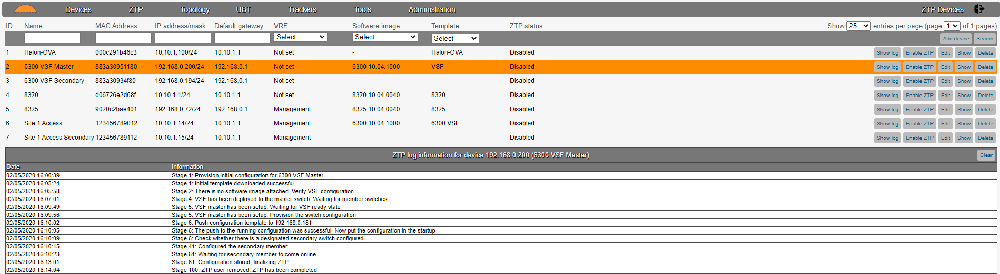 Devices ZTP Topology UBT Trackers Tools Administration ZTP Devices
ID Name MAC Address IP address/mask Default gateway VRF Software image Template ZTP status Show 25 entries per page (page 1 of 1 pages)
Select Select Select Add device Search
1 Halon-OVA 000c291b46c3 10.10.1.100/24 10.10.1.1 Not set - Halon-OVA Disabled Show log Enable ZTP Edit Show Delete
2 6300 VSF Master 883a30951180 192.168.0.200/24 192.168.0.1 Not set 6300 10.04.1000 VSF Disabled Show log Enable ZTP Edit Show Delete
3 6300 VSF Secondary 883a30934f80 192.168.0.194/24 192.168.0.1 Not set - - Disabled Show log Enable ZTP Edit Show Delete
4 8320 d06726e2d68f 10.10.1.1/24 10.10.1.1 Not set 8320 10.04.0040 8320 Disabled Show log Enable ZTP Edit Show Delete
5 8325 9020c2bae401 192.168.0.72/24 192.168.0.1 Management 8325 10.04.0040 8325 Disabled Show log Enable ZTP Edit Show Delete
6 Site 1 Access 123456789012 10.10.1.14/24 10.10.1.1 Management 6300 10.04.1000 6300 VSF Disabled Show log Enable ZTP Edit Show Delete
7 Site 1 Access Secondary 123456789112 10.10.1.15/24 10.10.1.1 Management - - Disabled Show log Enable ZTP Edit Show Delete
ZTP log information for device 192.168.0.200 (6300 VSF Master) Clear
Date Information
02/05/2020 16:00:39 Stage 1: Provision initial configuration for 6300 VSF Master
02/05/2020 16:05:24 Stage 1: Initial template downloaded successful
02/05/2020 16:05:58 Stage 2: There is no software image attached. Verify VSF configuration
02/05/2020 16:07:01 Stage 4: VSF has been deployed to the master switch. Waiting for member switches
02/05/2020 16:09:49 Stage 5: VSF master has been setup. Waiting for VSF ready state
02/05/2020 16:09:56 Stage 5: VSF master has been setup. Provision the switch configuration
02/05/2020 16:10:02 Stage 6: Push configuration template to 192.168.0.181
02/05/2020 16:10:05 Stage 6: The push to the running configuration was successful. Now put the configuration in the startup
02/05/2020 16:10:09 Stage 6: Check whether there is a designated secondary switch configured
02/05/2020 16:10:15 Stage 41: Configured the secondary member
02/05/2020 16:10:23 Stage 61: Waiting for secondary member to come online
02/05/2020 16:13:01 Stage 61: Configuration stored, finalizing ZTP
02/05/2020 16:14:04 Stage 100: ZTP user removed, ZTP has been completed